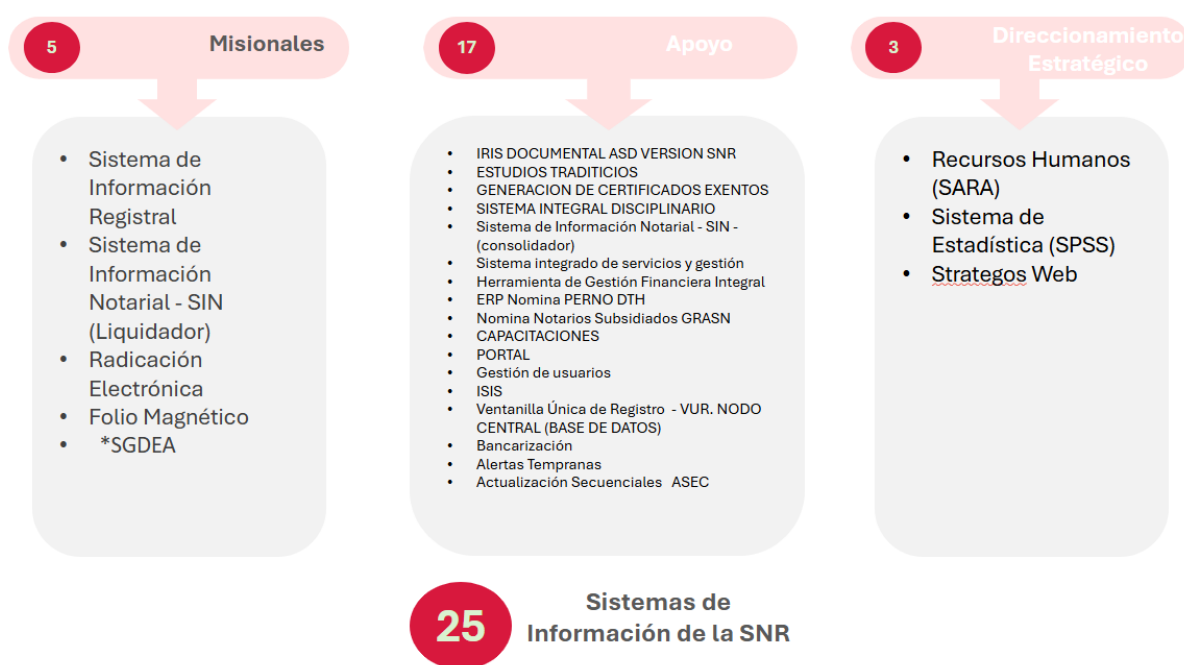 5
Misionales
• Sistema de
Información
Registral
• Sistema de
Información
Notarial - SIN
(Liquidador)
• Radicación
Electrónica
• Folio Magnético
• *SGDEA
17
Apoyo
• IRIS DOCUMENTAL ASD VERSION SNR
• ESTUDIOS TRADITICIOS
• GENERACION DE CERTIFICADOS EXENTOS
• SISTEMA INTEGRAL DISCIPLINARIO
• Sistema de Información Notarial - SIN -
(consolidador)
• Sistema integrado de servicios y gestión
• Herramienta de Gestión Financiera Integral
• ERP Nomina PERNO DTH
• Nomina Notarios Subsidiados GRASN
• CAPACITACIONES
• PORTAL
• Gestión de usuarios
• ISIS
• Ventanilla Única de Registro - VUR. NODO
CENTRAL (BASE DE DATOS)
• Bancarización
• Alertas Tempranas
• Actualización Secuenciales ASEC
3
Direccionamiento
Estratégico
• Recursos Humanos
(SARA)
• Sistema de
Estadística (SPSS)
• Strategos Web
25
Sistemas de
Información de la SNR